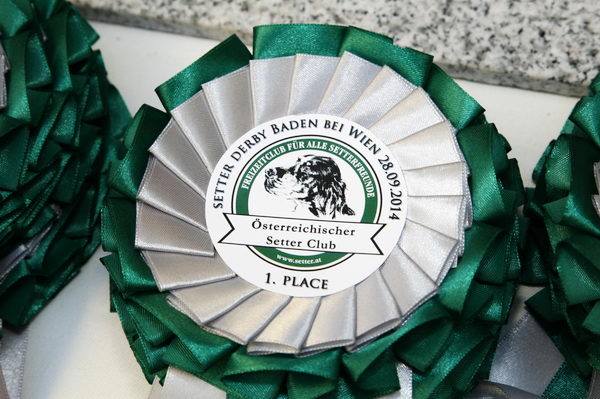 SETTER DERBY BADEN BEI WIEN 28.09.2014
FREIZEITCLUB FÜR ALLE SETTERFREUNDE
Österreichischer
Setter Club
www.setter.at
1. PLACE